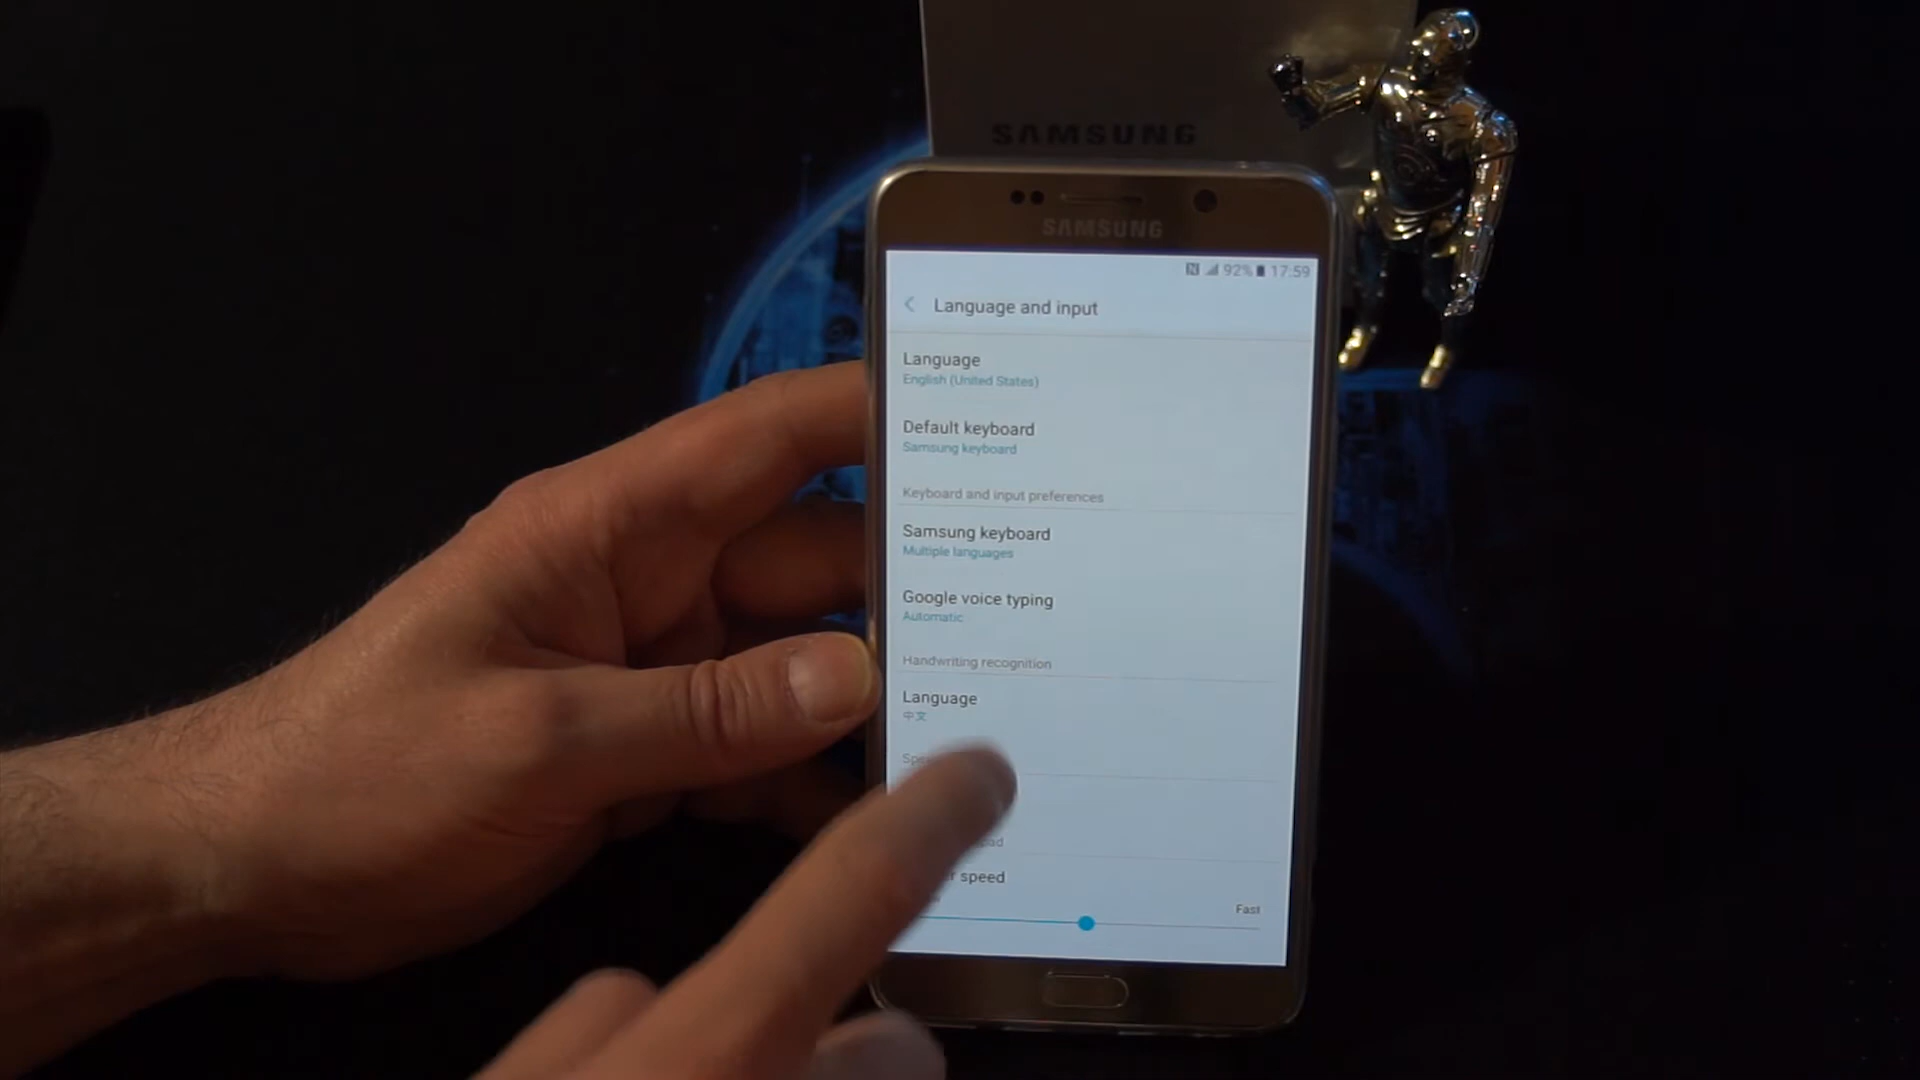 SAMSUNG
SAMSUNG
92% 17:59
Language and input
Language
English (United States)
Default keyboard
Samsung keyboard
Keyboard and input preferences
Samsung keyboard
Multiple languages
Google voice typing
Automatic
Handwriting recognition
Language
中文
speed
Fast